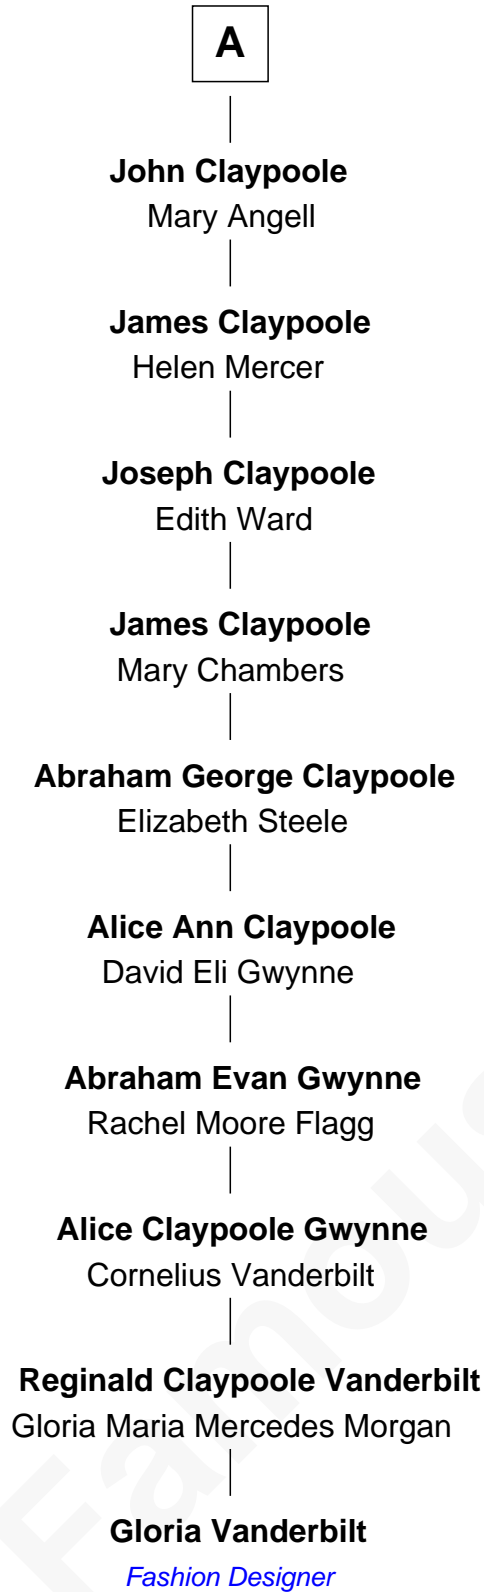 A
John Claypoole
Mary Angell
James Claypoole
Helen Mercer
Joseph Claypoole
Edith Ward
James Claypoole
Mary Chambers
Abraham George Claypoole
Elizabeth Steele
Alice Ann Claypoole
David Eli Gwynne
Abraham Evan Gwynne
Rachel Moore Flagg
Alice Claypoole Gwynne
Cornelius Vanderbilt
Reginald Claypoole Vanderbilt
Gloria Maria Mercedes Morgan
Gloria Vanderbilt
Fashion Designer
Famous